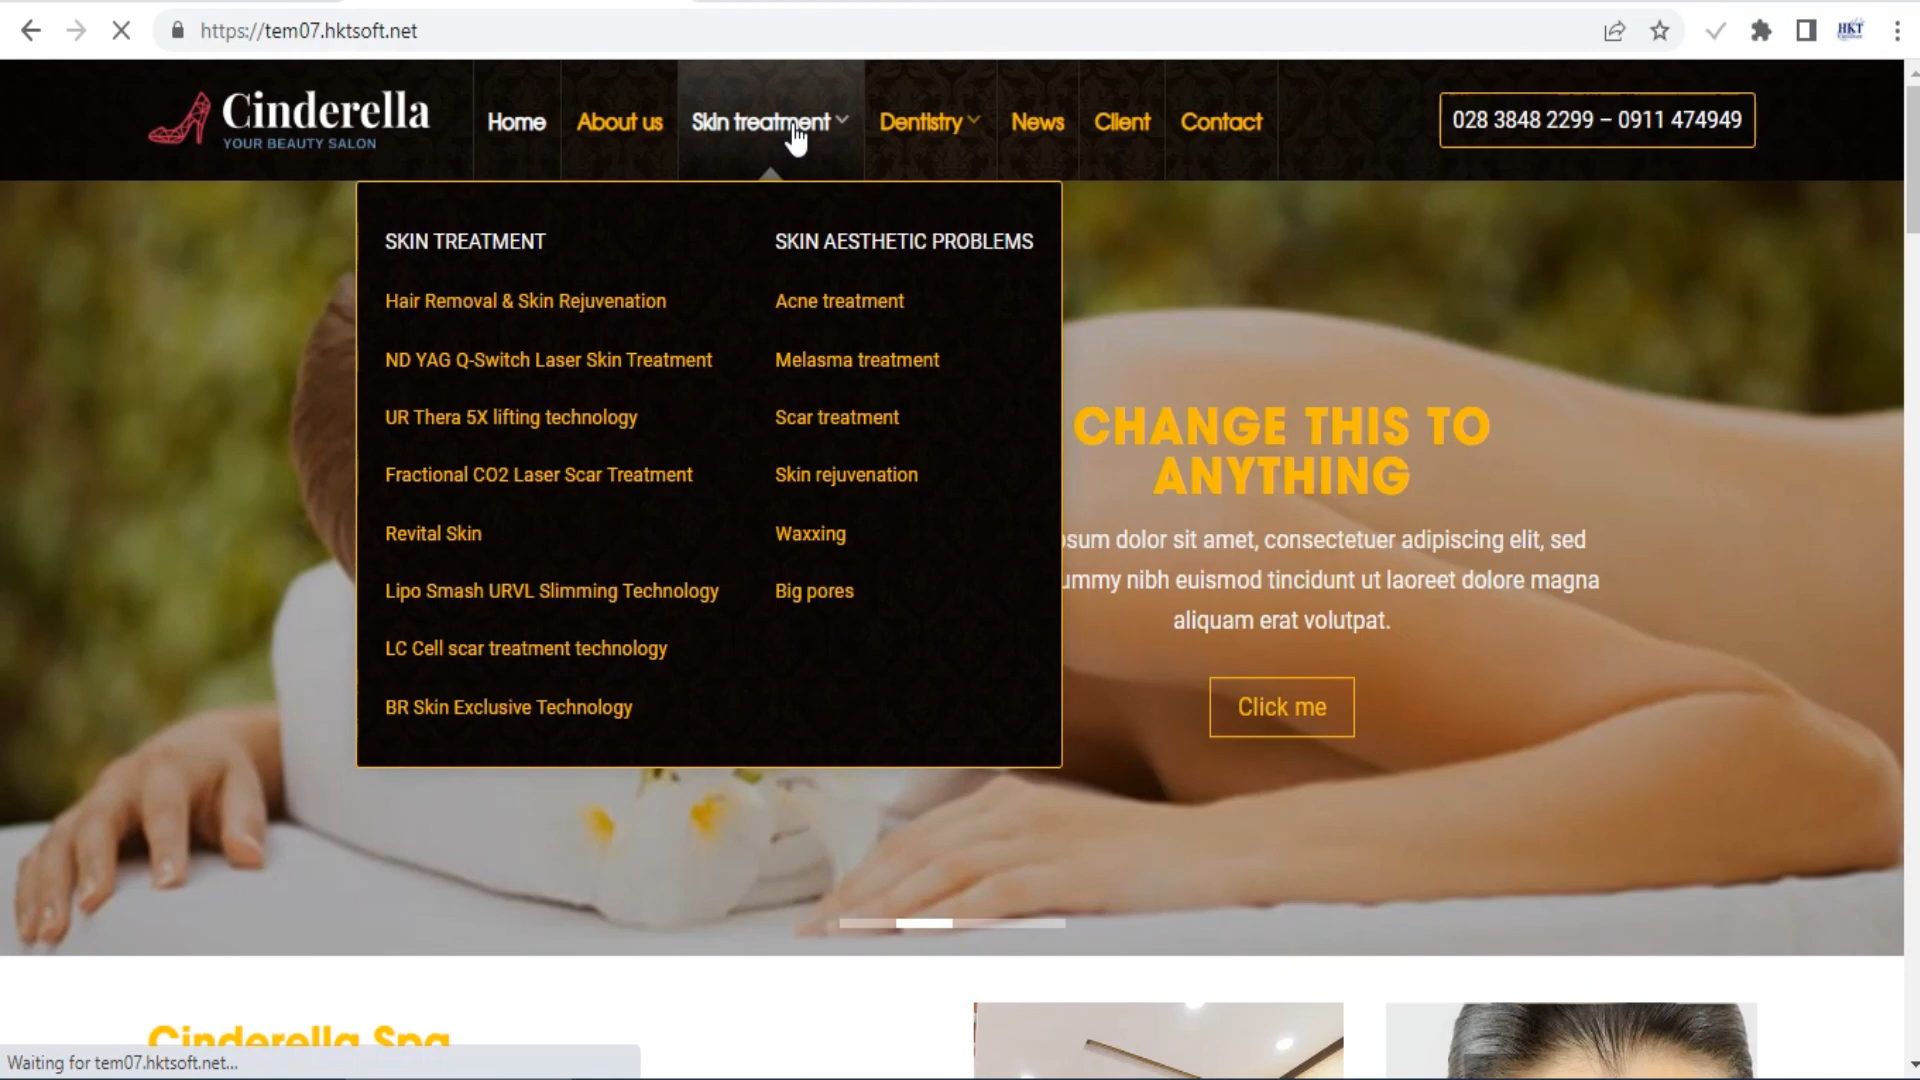 https://tem07.hktsoft.net
HKT
Cinderella
YOUR BEAUTY SALON
Home
About us
Skin treatment
Dentistry
News
Client
Contact
028 3848 2299 – 0911 474949
SKIN TREATMENT
Hair Removal & Skin Rejuvenation
ND YAG Q-Switch Laser Skin Treatment
UR Thera 5X lifting technology
Fractional CO2 Laser Scar Treatment
Revital Skin
Lipo Smash URVL Slimming Technology
LC Cell scar treatment technology
BR Skin Exclusive Technology
SKIN AESTHETIC PROBLEMS
Acne treatment
Melasma treatment
Scar treatment
Skin rejuvenation
Waxxing
Big pores
CHANGE THIS TO
ANYTHING
sum dolor sit amet, consectetuer adipiscing elit, sed
ummy nibh euismod tincidunt ut laoreet dolore magna
aliquam erat volutpat.
Click me
Cinderella Spa
Waiting for tem07.hktsoft.net...